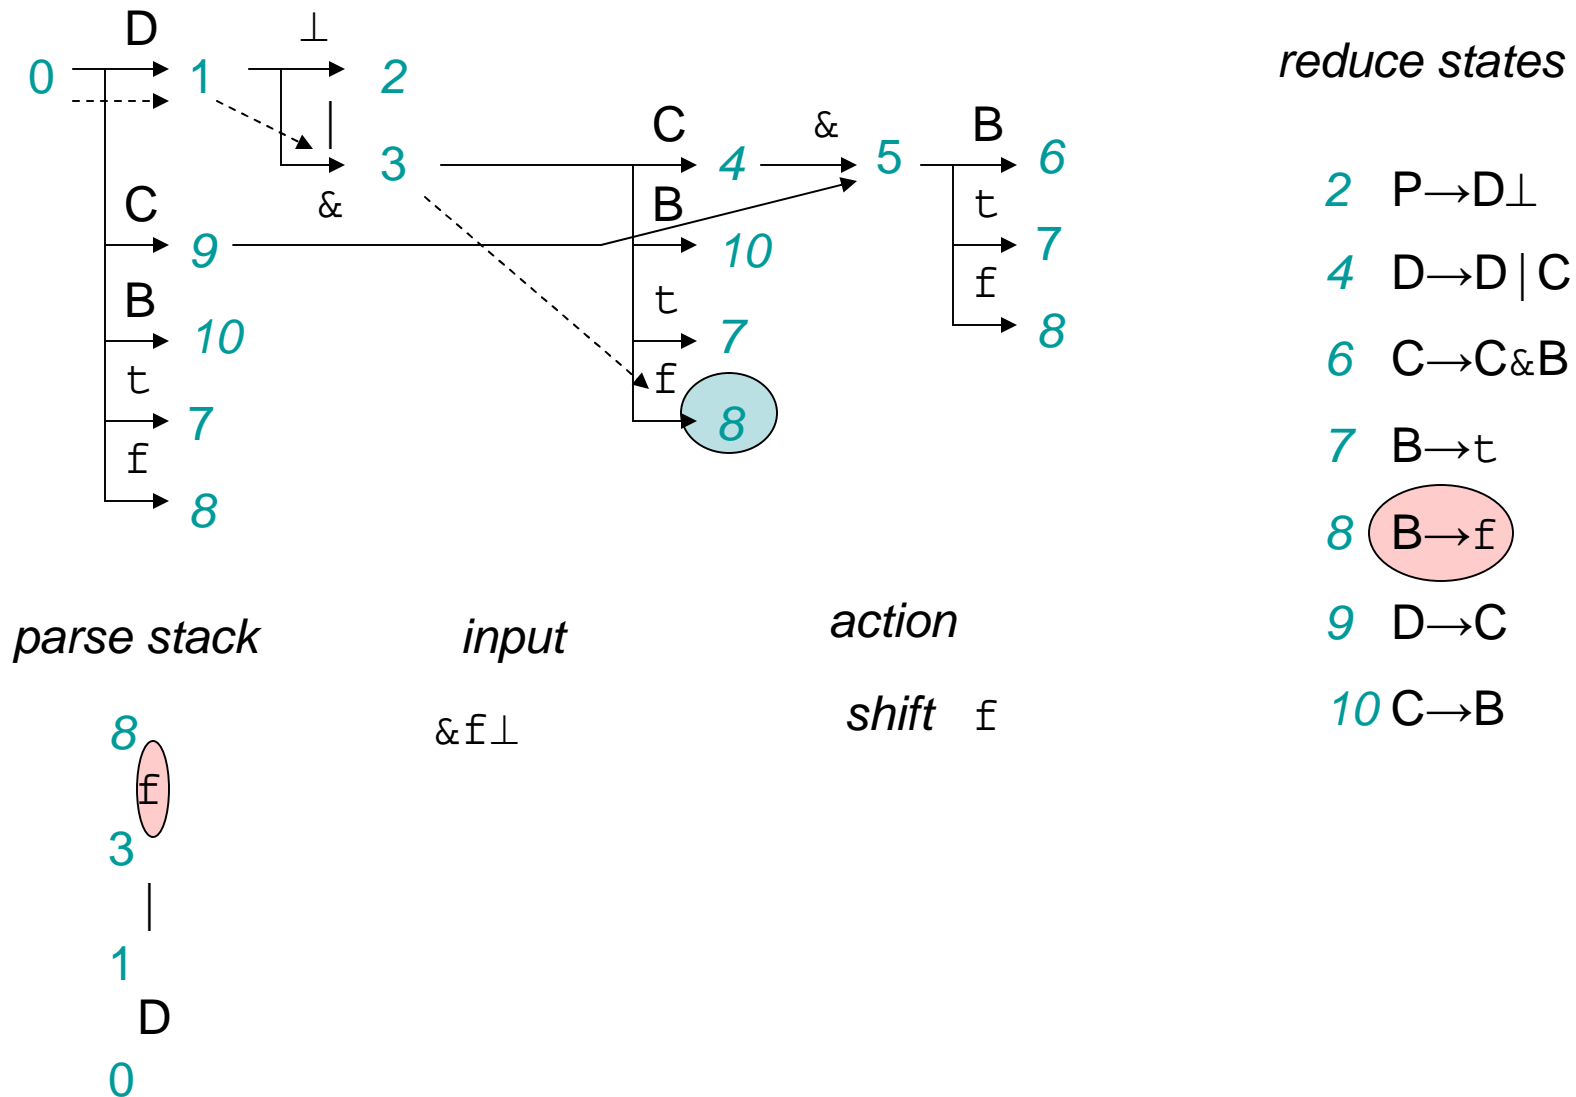 D ⊥
0 1 2
reduce states
|
C & B
3 4 5 6
C & B t
2 P→D⊥
9 10 7
4 D→D|C
B t f
10 7 8
6 C→C&B
t f
7 8
7 B→t
f
8
8 B→f
parse stack input action
9 D→C
8 &f⊥ shift f
10 C→B
f
3
|
1
D
0